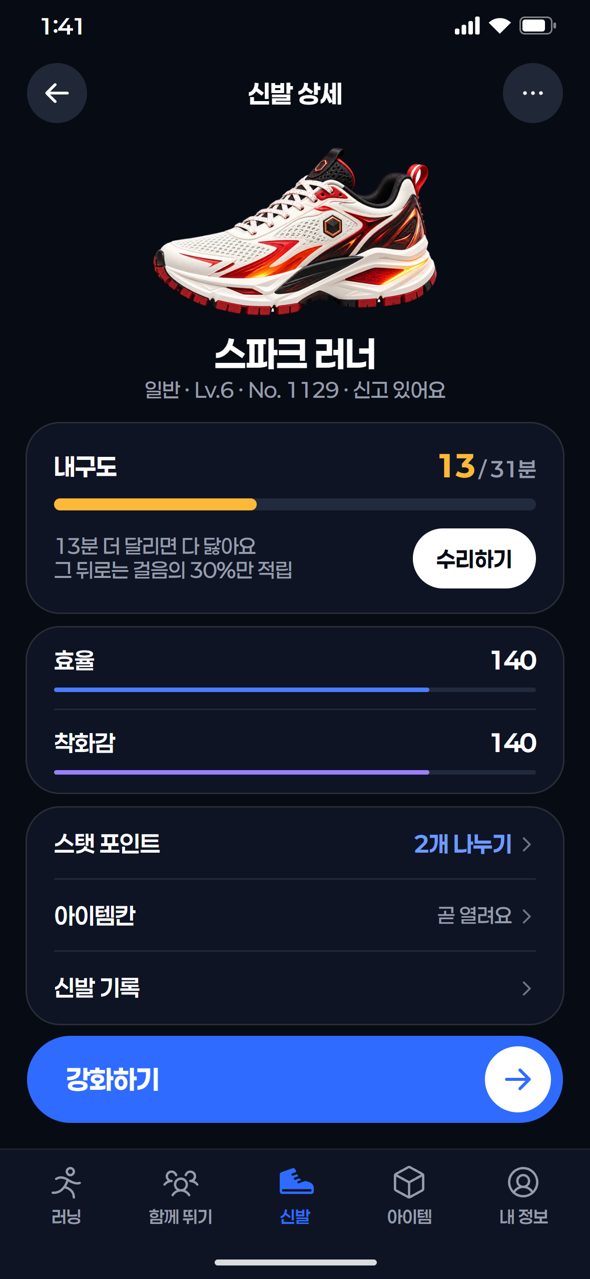 1:41
신발 상세
스파크 러너
일반 · Lv.6 · No. 1129 · 신고 있어요
내구도
13 / 31분
13분 더 달리면 다 닳아요
그 뒤로는 걸음의 30%만 적립
수리하기
효율 140
착화감 140
스탯 포인트 2개 나누기
아이템칸 곧 열려요
신발 기록
강화하기
러닝 함께 뛰기 신발 아이템 내 정보